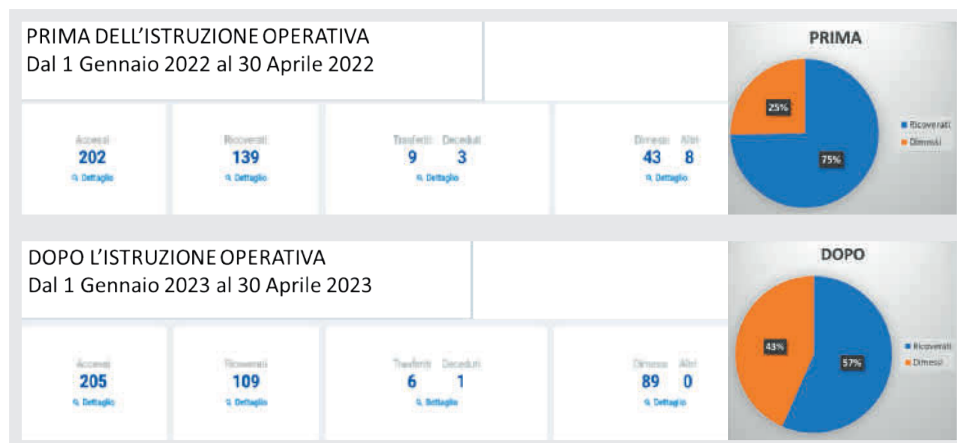 PRIMA DELL'ISTRUZIONE OPERATIVA
Dal 1 Gennaio 2022 al 30 Aprile 2022
Accessi
202
Dettaglio
Ricoverati
139
Dettaglio
Trasferiti Deceduti
9 3
Dettaglio
Dimessi Altri
43 8
Dettaglio
PRIMA
25%
75%
Ricoverati
Dimessi
DOPO L'ISTRUZIONE OPERATIVA
Dal 1 Gennaio 2023 al 30 Aprile 2023
Accessi
205
Dettaglio
Ricoverati
109
Dettaglio
Trasferiti Deceduti
6 1
Dettaglio
Dimessi Altri
89 0
Dettaglio
DOPO
43%
57%
Ricoverati
Dimessi